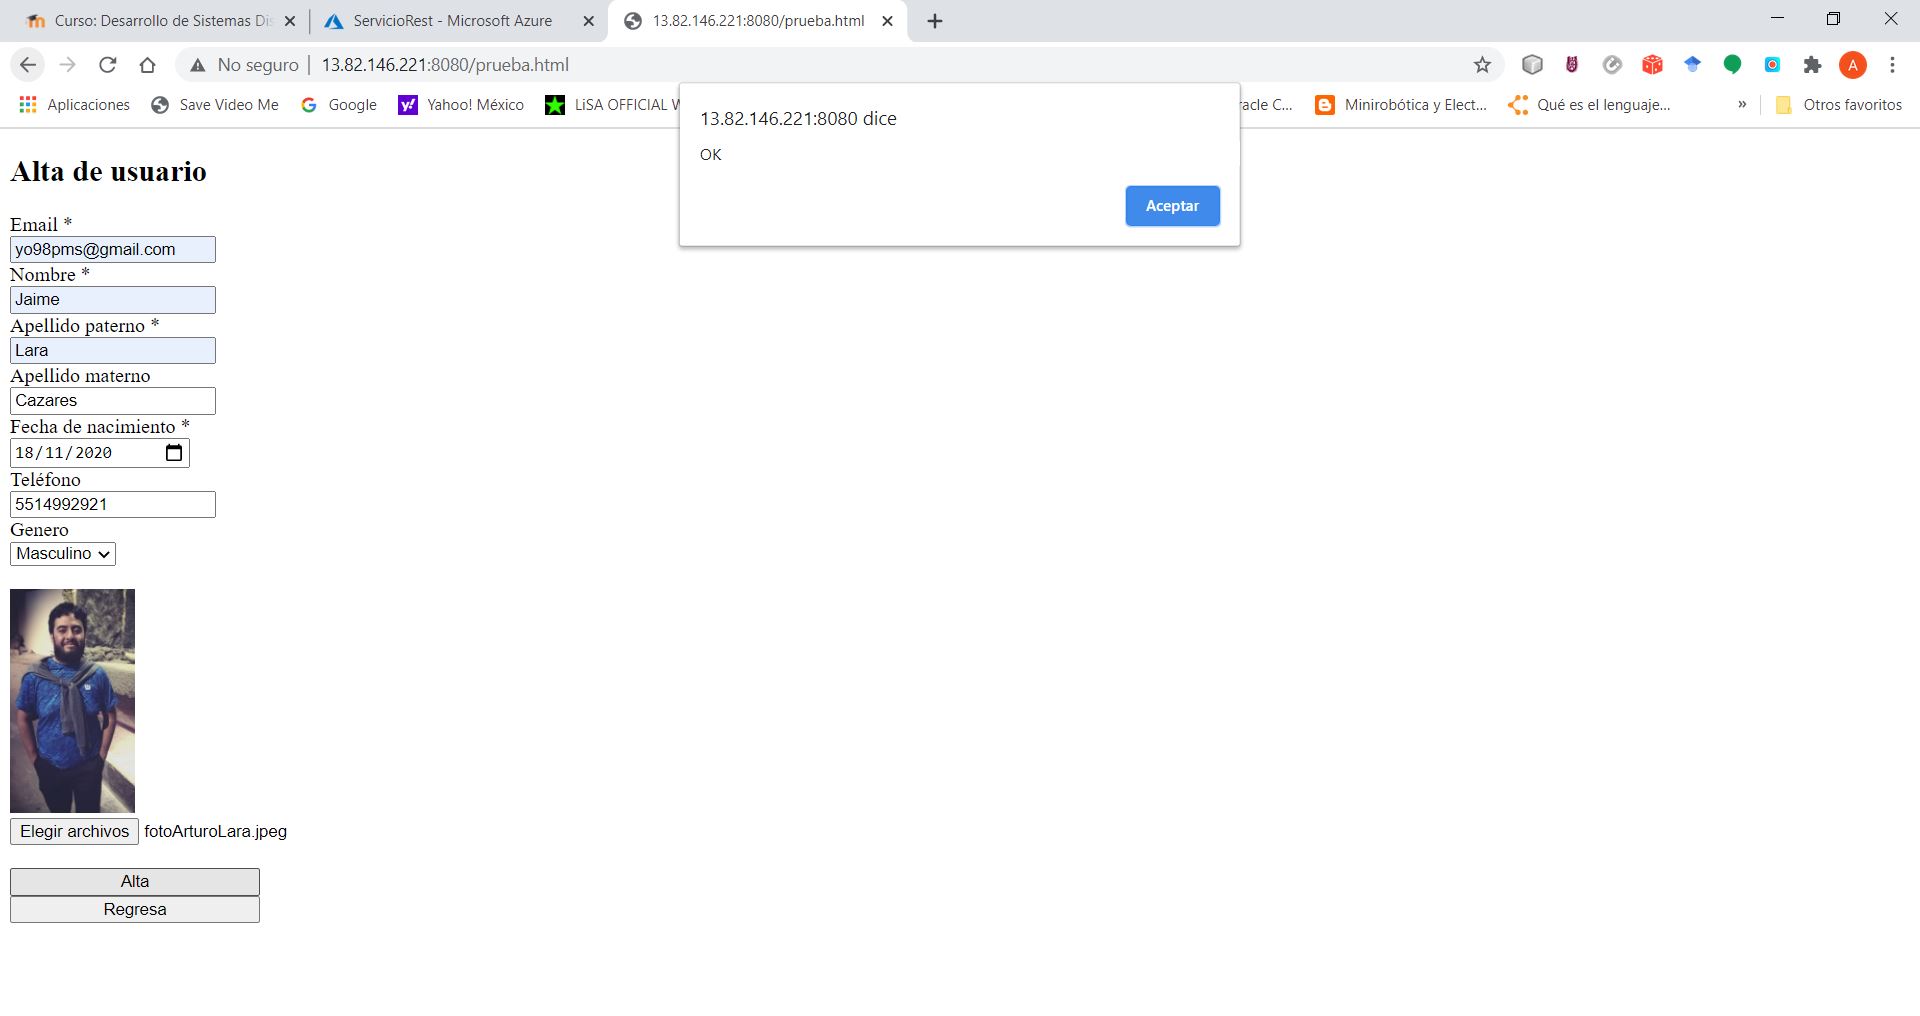 Curso: Desarrollo de Sistemas Dis
ServicioRest - Microsoft Azure
13.82.146.221:8080/prueba.html
No seguro
13.82.146.221:8080/prueba.html
A
Aplicaciones
Save Video Me
Google
Yahoo! México
LiSA OFFICIAL W
racle C...
Minirobótica y Elect...
Qué es el lenguaje...
»
Otros favoritos
13.82.146.221:8080 dice
OK
Aceptar
Alta de usuario
Email *
yo98pms@gmail.com
Nombre *
Jaime
Apellido paterno *
Lara
Apellido materno
Cazares
Fecha de nacimiento *
18/11/2020
Teléfono
5514992921
Genero
Masculino
Elegir archivos fotoArturoLara.jpeg
Alta
Regresa